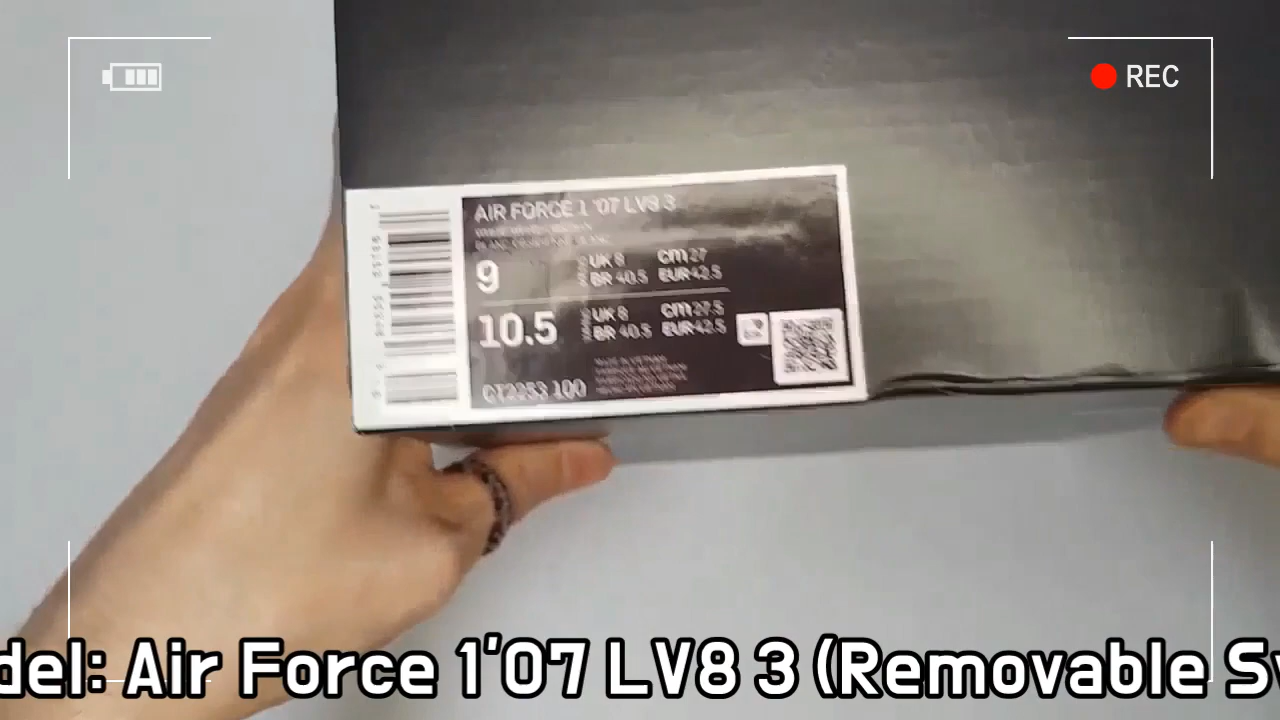 REC
AIR FORCE 1 '07 LV8 3
9
UK 8 cm 27
BR 40.5 EUR 42.5
10.5
UK 8 cm 27.5
BR 40.5 EUR 42.5
CT2253 100
del: Air Force 1'07 LV8 3 (Removable Sw